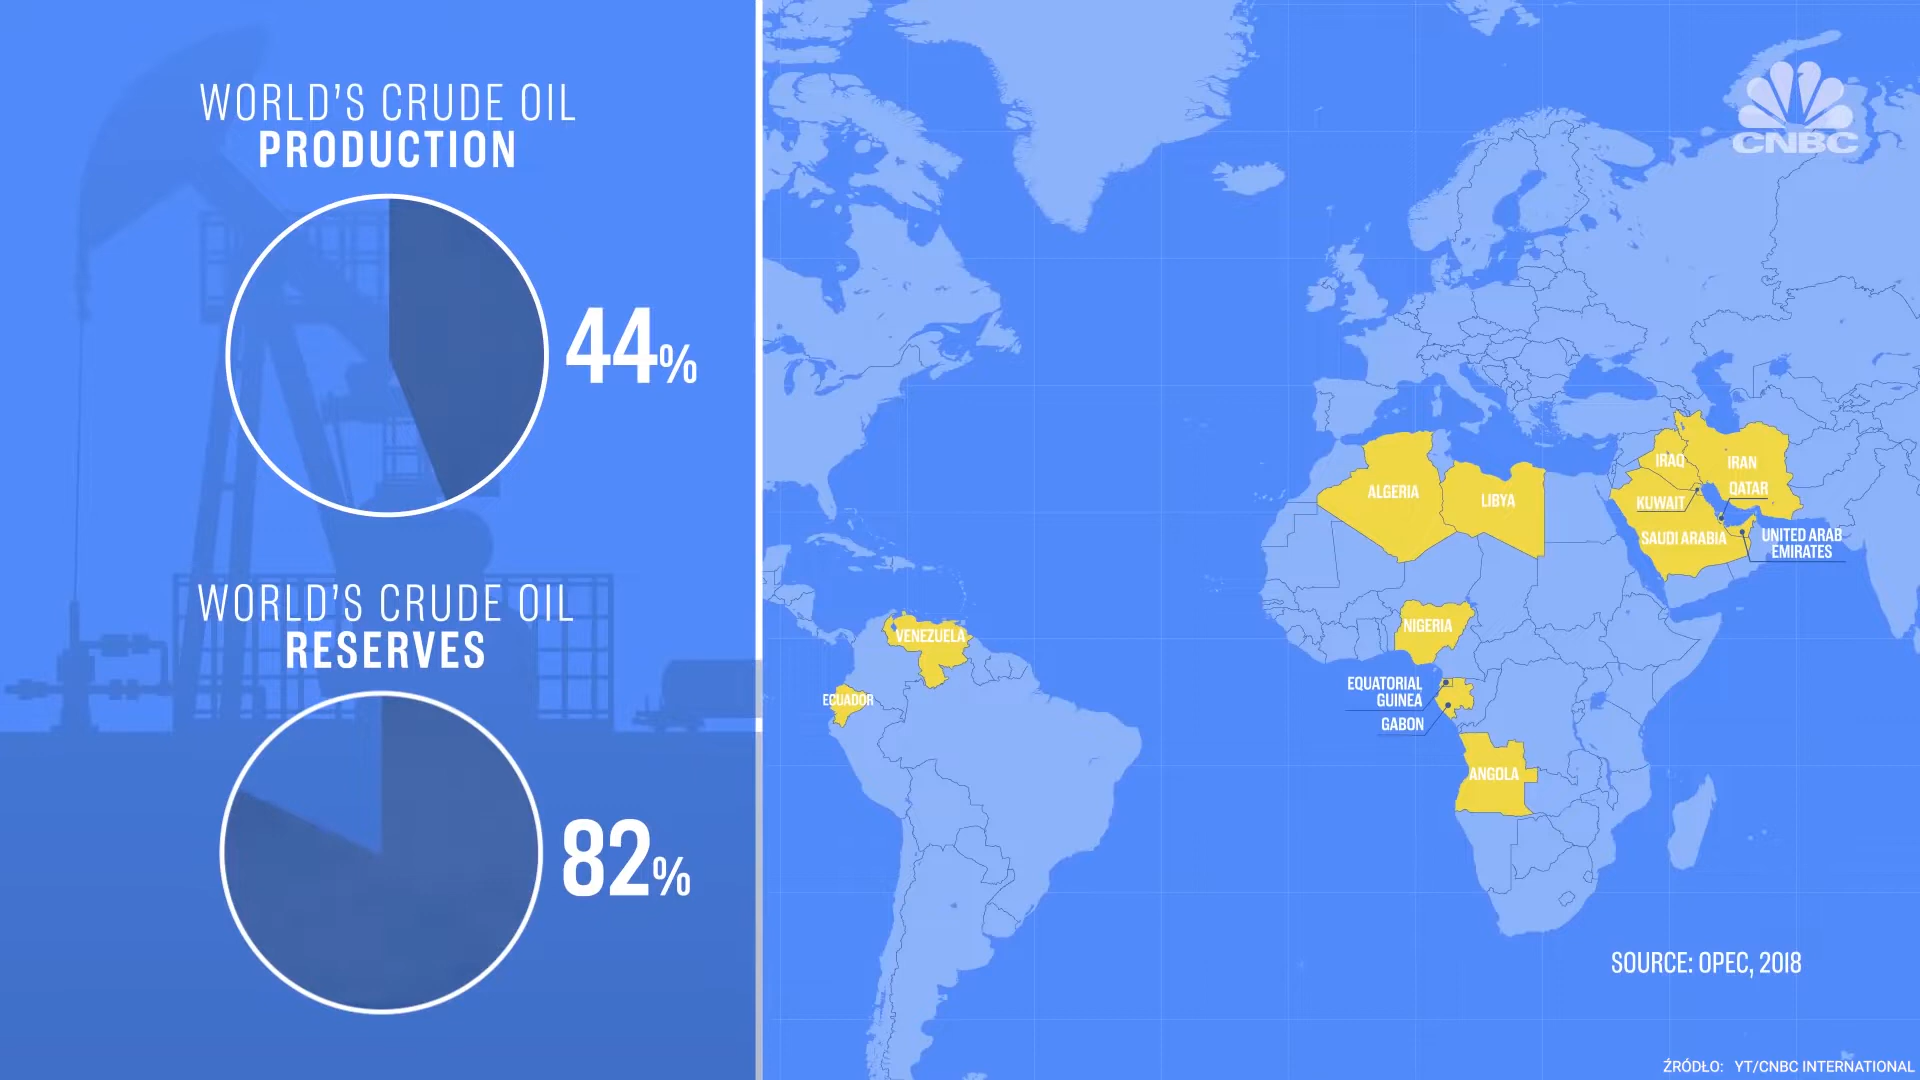 WORLD'S CRUDE OIL
PRODUCTION
44%
WORLD'S CRUDE OIL
RESERVES
82%
CNBC
IRAQ
IRAN
ALGERIA
LIBYA
QATAR
KUWAIT
SAUDI ARABIA
UNITED ARAB
EMIRATES
NIGERIA
VENEZUELA
ECUADOR
EQUATORIAL
GUINEA
GABON
ANGOLA
SOURCE: OPEC, 2018
ŹRÓDŁO: YT/CNBC INTERNATIONAL